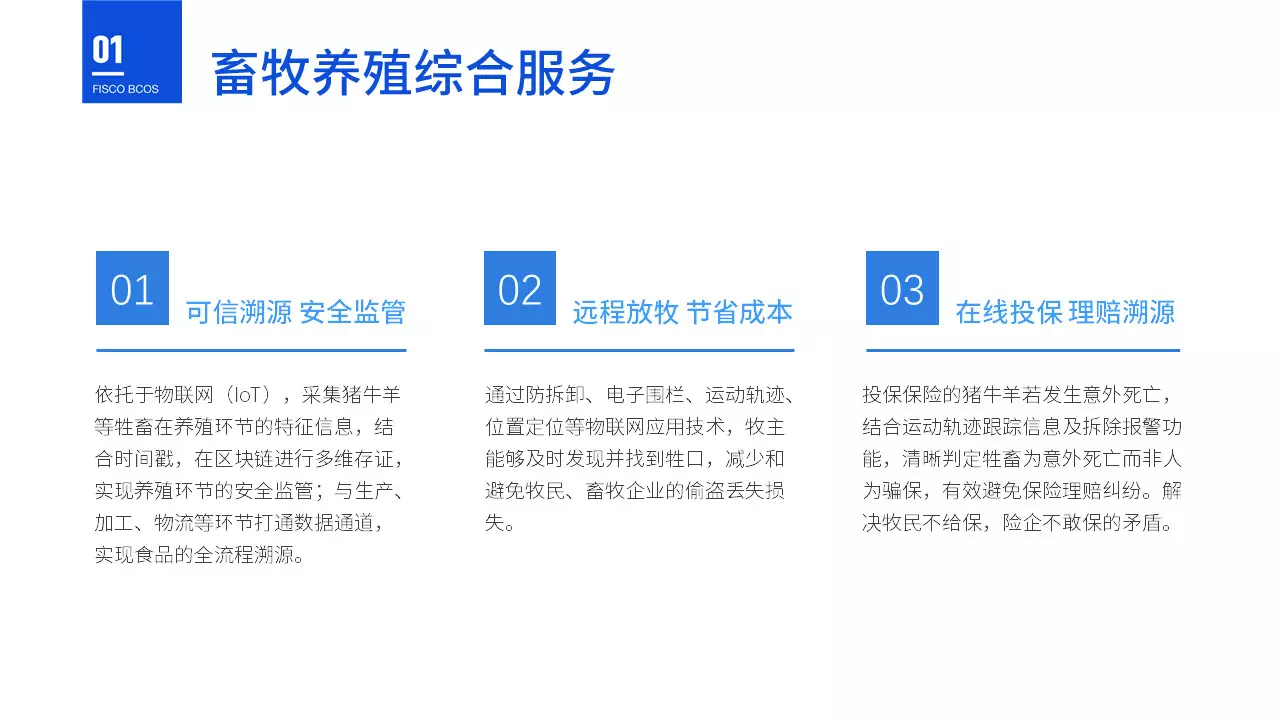 01
FISCO BCOS
畜牧养殖综合服务
01
可信溯源 安全监管
依托于物联网（IoT），采集猪牛羊
等牲畜在养殖环节的特征信息，结
合时间戳，在区块链进行多维存证，
实现养殖环节的安全监管；与生产、
加工、物流等环节打通数据通道，
实现食品的全流程溯源。
02
远程放牧 节省成本
通过防拆卸、电子围栏、运动轨迹、
位置定位等物联网应用技术，牧主
能够及时发现并找到牲口，减少和
避免牧民、畜牧企业的偷盗丢失损
失。
03
在线投保 理赔溯源
投保保险的猪牛羊若发生意外死亡，
结合运动轨迹跟踪信息及拆除报警功
能，清晰判定牲畜为意外死亡而非人
为骗保，有效避免保险理赔纠纷。解
决牧民不给保，险企不敢保的矛盾。